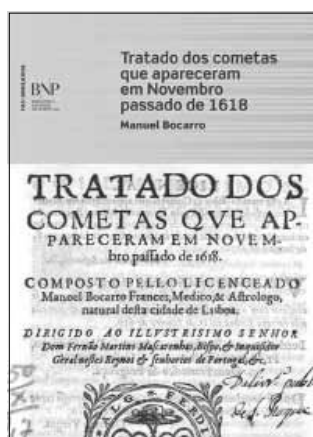 BNP
Tratado dos cometas
que apareceram
em Novembro
passado de 1618
Manuel Bocarro
TRATADO DOS
COMETAS QVE AP-
PARECERAM EM NOVEM-
bro passado de 1618.
COMPOSTO PELLO LICENCEADO
Manoel Bocarro Frances, Medico, & Astrologo,
natural desta cidade de Lisboa.
DIRIGIDO AO ILLVSTRISSIMO SENHOR
Dom Fernão Martins Mascarenhas, Bispo, & Inquisidor
Geral nestes Reynos & senhorios de Portugal, &c.
ALG. S. FERDI